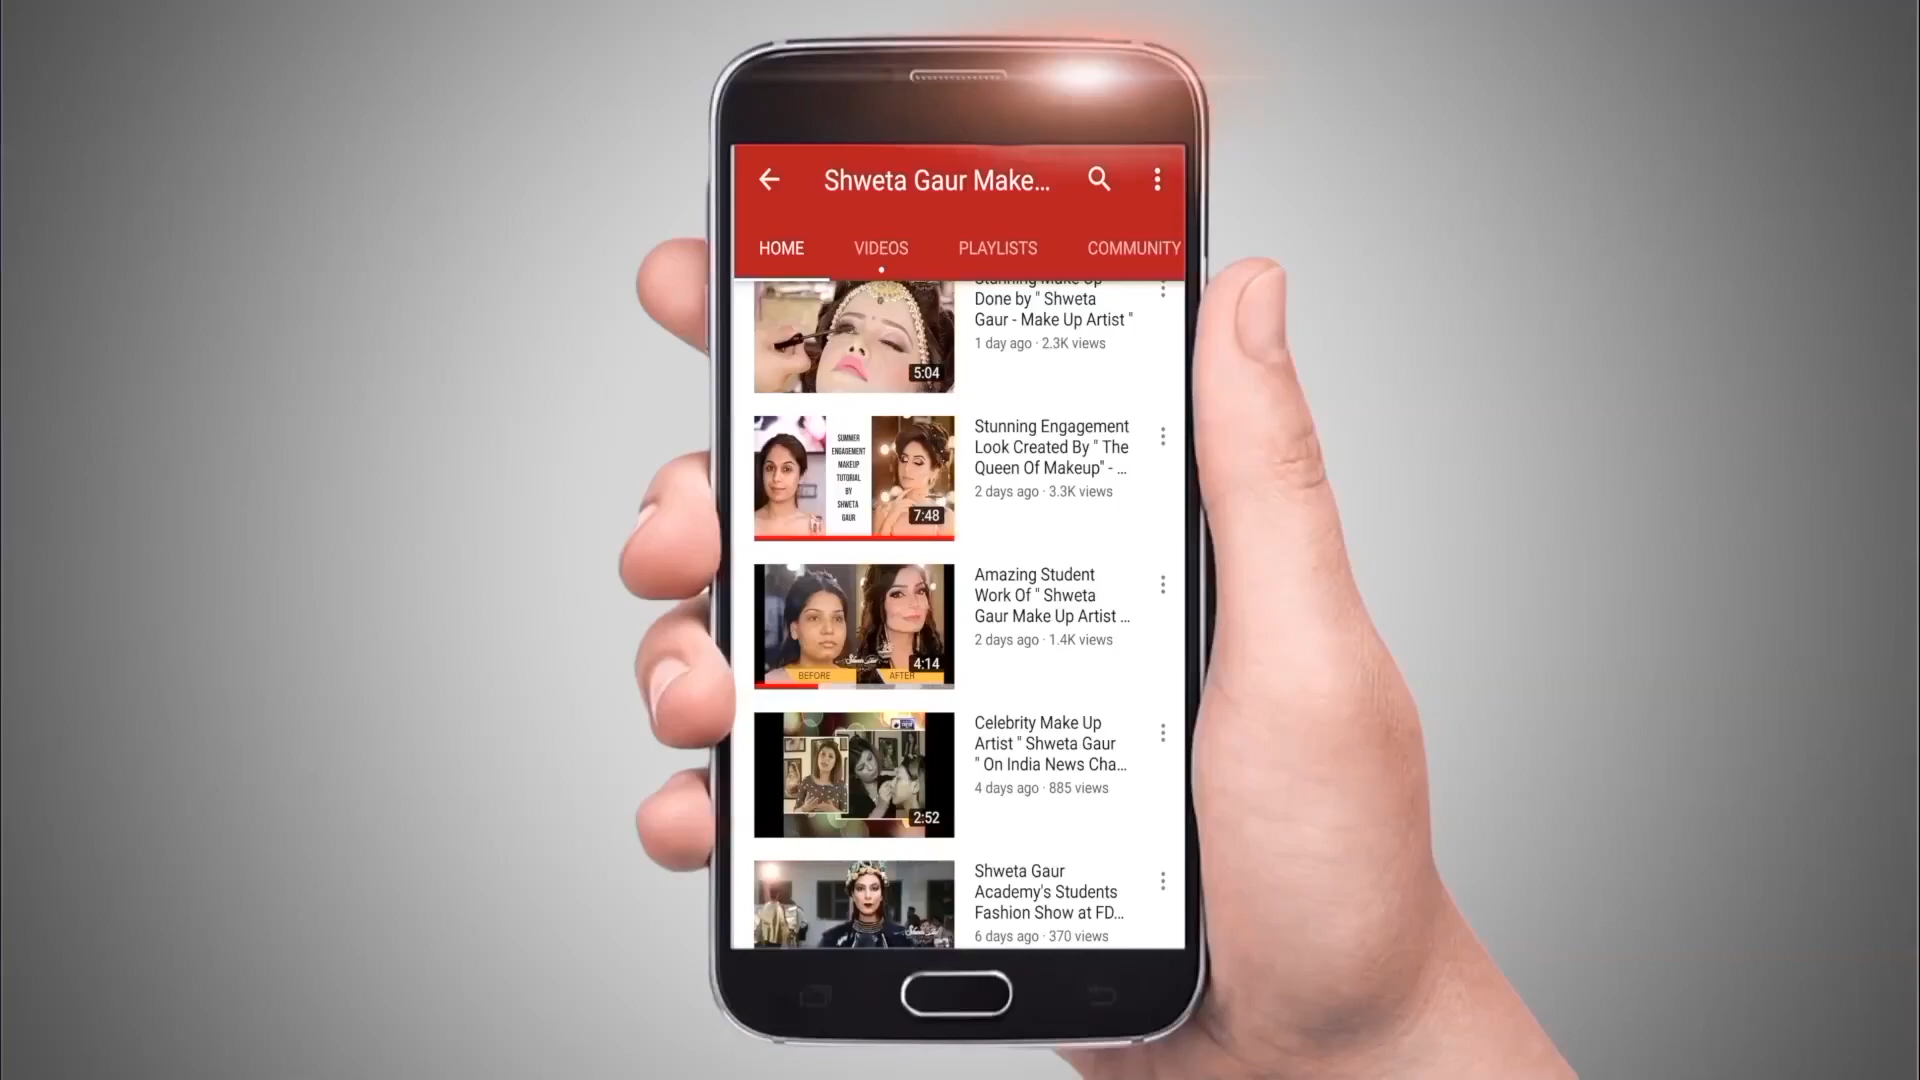 Shweta Gaur Make...
HOME VIDEOS PLAYLISTS COMMUNITY
Stunning Make Up
Done by " Shweta
Gaur - Make Up Artist "
1 day ago · 2.3K views
5:04
SUMMER
ENGAGEMENT
MAKEUP
TUTORIAL
BY
SHWETA
GAUR
7:48
Stunning Engagement
Look Created By " The
Queen Of Makeup" - ...
2 days ago · 3.3K views
BEFORE AFTER
4:14
Amazing Student
Work Of " Shweta
Gaur Make Up Artist ...
2 days ago · 1.4K views
2:52
Celebrity Make Up
Artist " Shweta Gaur
" On India News Cha...
4 days ago · 885 views
Shweta Gaur
Academy's Students
Fashion Show at FD...
6 days ago · 370 views